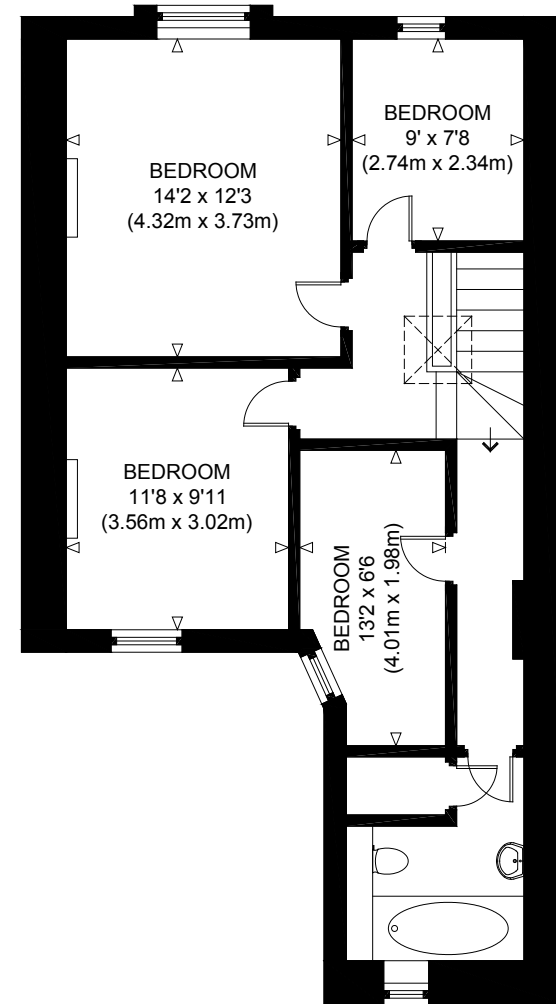 BEDROOM
9' x 7'8
(2.74m x 2.34m)
BEDROOM
14'2 x 12'3
(4.32m x 3.73m)
BEDROOM
11'8 x 9'11
(3.56m x 3.02m)
BEDROOM
13'2 x 6'6
(4.01m x 1.98m)